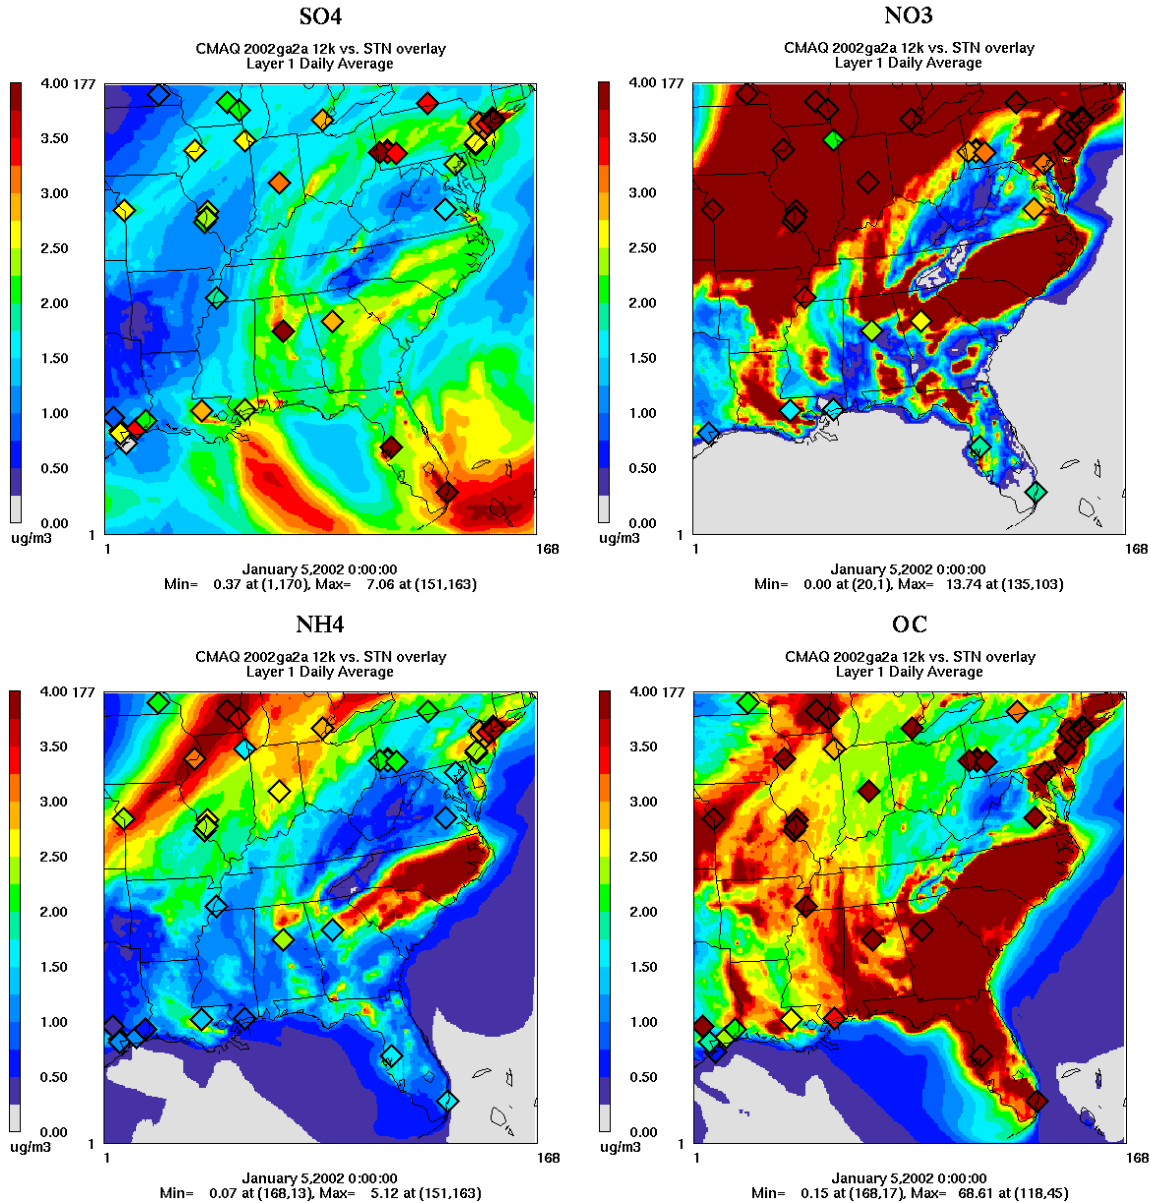 SO4
CMAQ 2002ga2a 12k vs. STN overlay
Layer 1 Daily Average
4.00 177
3.50
3.00
2.50
2.00
1.50
1.00
0.50
0.00
ug/m3
1
1 168
January 5,2002 0:00:00
Min= 0.37 at (1,170), Max= 7.06 at (151,163)
NO3
CMAQ 2002ga2a 12k vs. STN overlay
Layer 1 Daily Average
4.00 177
3.50
3.00
2.50
2.00
1.50
1.00
0.50
0.00
ug/m3
1
1 168
January 5,2002 0:00:00
Min= 0.00 at (20,1), Max= 13.74 at (135,103)
NH4
CMAQ 2002ga2a 12k vs. STN overlay
Layer 1 Daily Average
4.00 177
3.50
3.00
2.50
2.00
1.50
1.00
0.50
0.00
ug/m3
1
1 168
January 5,2002 0:00:00
Min= 0.07 at (168,13), Max= 5.12 at (151,163)
OC
CMAQ 2002ga2a 12k vs. STN overlay
Layer 1 Daily Average
4.00 177
3.50
3.00
2.50
2.00
1.50
1.00
0.50
0.00
ug/m3
1
1 168
January 5,2002 0:00:00
Min= 0.15 at (168,17), Max= 68.61 at (118,45)